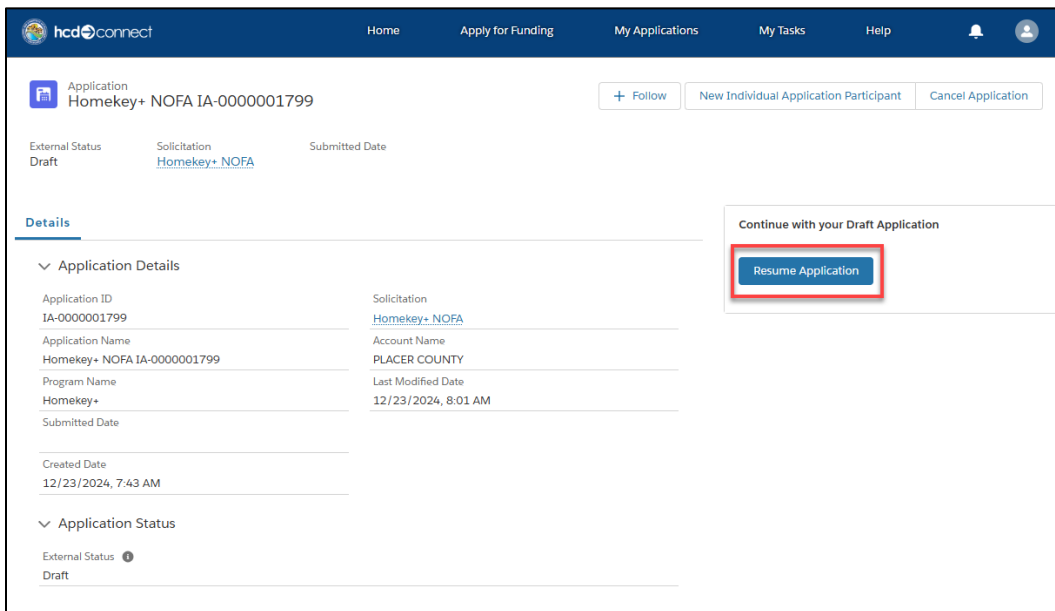 hcd connect Home Apply for Funding My Applications My Tasks Help
Application
Homekey+ NOFA IA-0000001799
+ Follow New Individual Application Participant Cancel Application
External Status Solicitation Submitted Date
Draft Homekey+ NOFA
Details
Continue with your Draft Application
Resume Application
Application Details
Application ID Solicitation
IA-0000001799 Homekey+ NOFA
Application Name Account Name
Homekey+ NOFA IA-0000001799 PLACER COUNTY
Program Name Last Modified Date
Homekey+ 12/23/2024, 8:01 AM
Submitted Date
Created Date
12/23/2024, 7:43 AM
Application Status
External Status
Draft